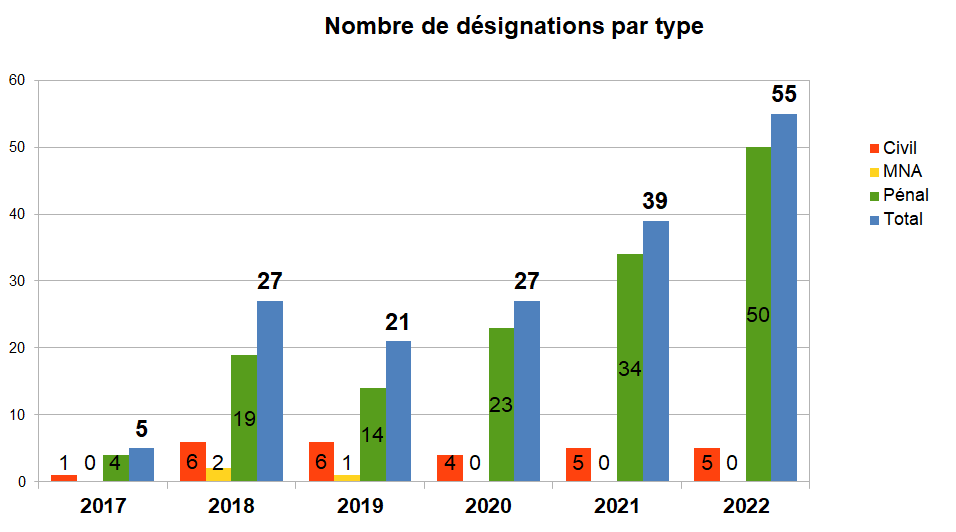 Nombre de désignations par type
60
50
40
30
20
10
0
1 0 4 5
6 2 19 27
6 1 14 21
4 0 23 27
5 0 34 39
5 0 50 55
2017 2018 2019 2020 2021 2022
Civil
MNA
Pénal
Total